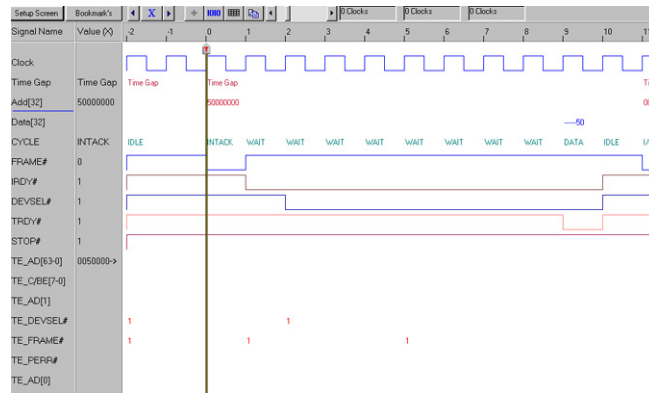 Setup Screen Bookmark's X 1010 0 Clocks 0 Clocks 0 Clocks
Signal Name Value (X) -2 -1 0 1 2 3 4 5 6 7 8 9 10 11
T
Clock
Time Gap Time Gap Time Gap Time Gap
Add[32] 50000000 50000000
Data[32] ----50
CYCLE INTACK IDLE INTACK WAIT WAIT WAIT WAIT WAIT WAIT WAIT WAIT DATA IDLE
FRAME# 0
IRDY# 1
DEVSEL# 1
TRDY# 1
STOP# 1
TE_AD[63-0] 0050000->
TE_C/BE[7-0]
TE_AD[1]
TE_DEVSEL# 1 1
TE_FRAME# 1 1 1
TE_PERR#
TE_AD[0]